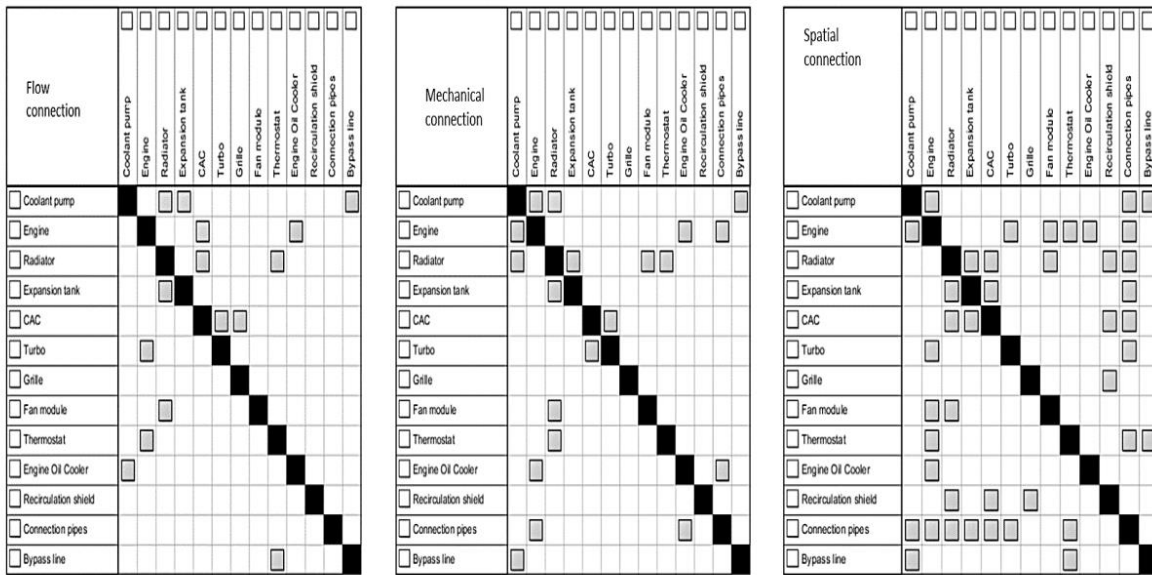 Flow
connection
Coolant pump
Engine
Radiator
Expansion tank
CAC
Turbo
Grille
Fan module
Thermostat
Engine Oil Cooler
Recirculation shield
Connection pipes
Bypass line
Coolant pump
Engine
Radiator
Expansion tank
CAC
Turbo
Grille
Fan module
Thermostat
Engine Oil Cooler
Recirculation shield
Connection pipes
Bypass line
Mechanical
connection
Coolant pump
Engine
Radiator
Expansion tank
CAC
Turbo
Grille
Fan module
Thermostat
Engine Oil Cooler
Recirculation shield
Connection pipes
Bypass line
Coolant pump
Engine
Radiator
Expansion tank
CAC
Turbo
Grille
Fan module
Thermostat
Engine Oil Cooler
Recirculation shield
Connection pipes
Bypass line
Spatial
connection
Coolant pump
Engine
Radiator
Expansion tank
CAC
Turbo
Grille
Fan module
Thermostat
Engine Oil Cooler
Recirculation shield
Connection pipes
Bypass line
Coolant pump
Engine
Radiator
Expansion tank
CAC
Turbo
Grille
Fan module
Thermostat
Engine Oil Cooler
Recirculation shield
Connection pipes
Bypass line